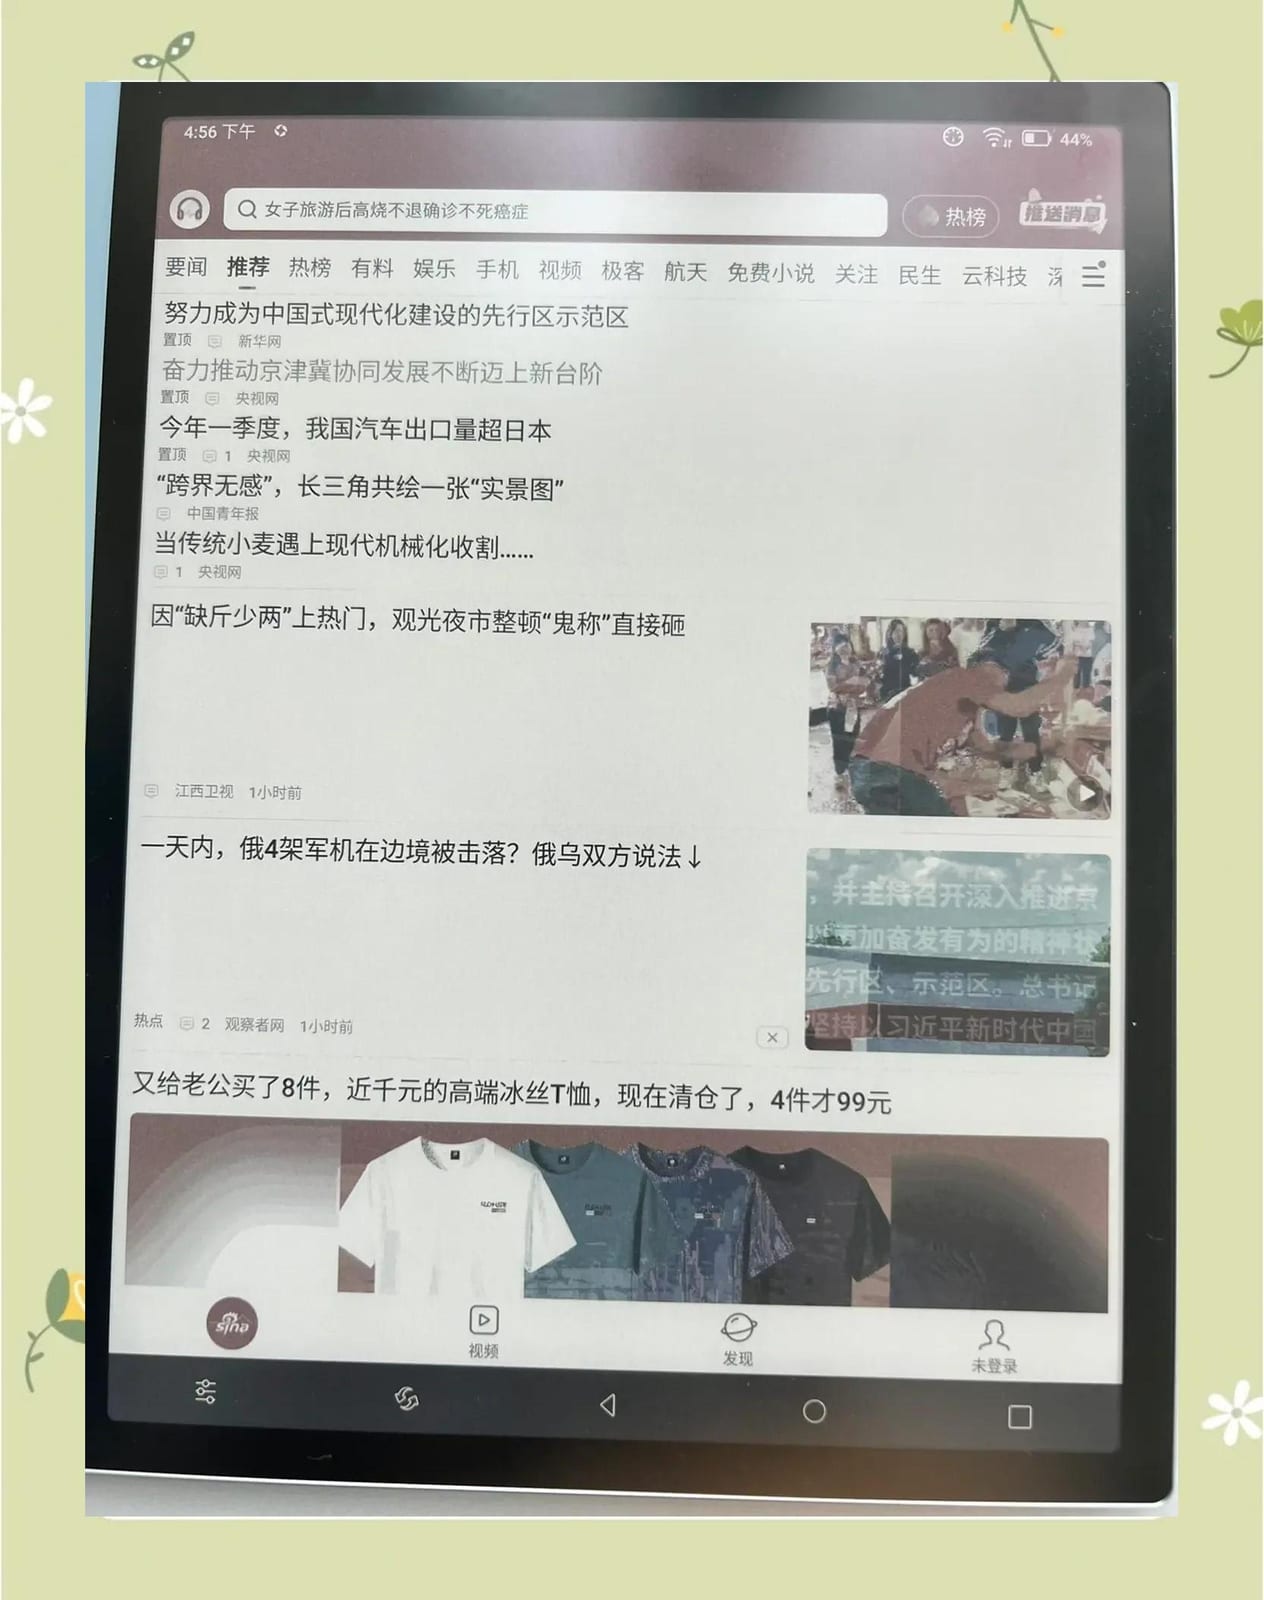 4:56 下午
44%
女子旅游后高烧不退确诊不死癌症
热榜
推送消息
要闻 推荐 热榜 有料 娱乐 手机 视频 极客 航天 免费小说 关注 民生 云科技 深
努力成为中国式现代化建设的先行区示范区
置顶 新华网
奋力推动京津冀协同发展不断迈上新台阶
置顶 央视网
今年一季度，我国汽车出口量超日本
置顶 1 央视网
“跨界无感”，长三角共绘一张“实景图”
中国青年报
当传统小麦遇上现代机械化收割......
1 央视网
因“缺斤少两”上热门，观光夜市整顿“鬼称”直接砸
江西卫视 1小时前
一天内，俄4架军机在边境被击落？俄乌双方说法↓
，并主持召开深入推进京
以更加奋发有为的精神状
先行区、示范区。总书记
坚持以习近平新时代中国
热点 2 观察者网 1小时前
又给老公买了8件，近千元的高端冰丝T恤，现在清仓了，4件才99元
sina
视频
发现
未登录